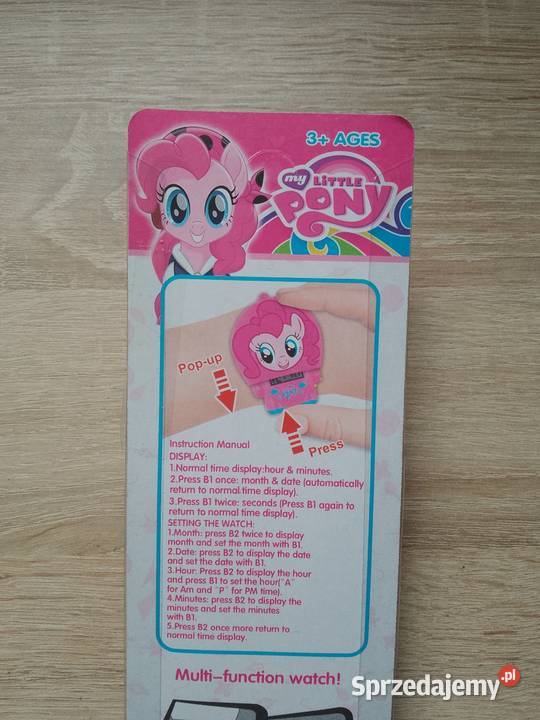 3+ AGES
my LiTTLE
PONY
Pop-up
Press
Instruction Manual
DISPLAY:
1.Normal time display:hour & minutes.
2.Press B1 once: month & date (automatically
return to normal time display).
3.Press B1 twice: seconds (Press B1 again to
return to normal time display).
SETTING THE WATCH:
1.Month: press B2 twice to display
month and set the month with B1.
2.Date: press B2 to display the date
and set the date with B1.
3.Hour: Press B2 to display the hour
and press B1 to set the hour("A"
for Am and "P" for PM time).
4.Minutes: press B2 to display the
minutes and set the minutes
with B1.
5.Press B2 once more return to
normal time display.
Multi-function watch!
Sprzedajemy.pl